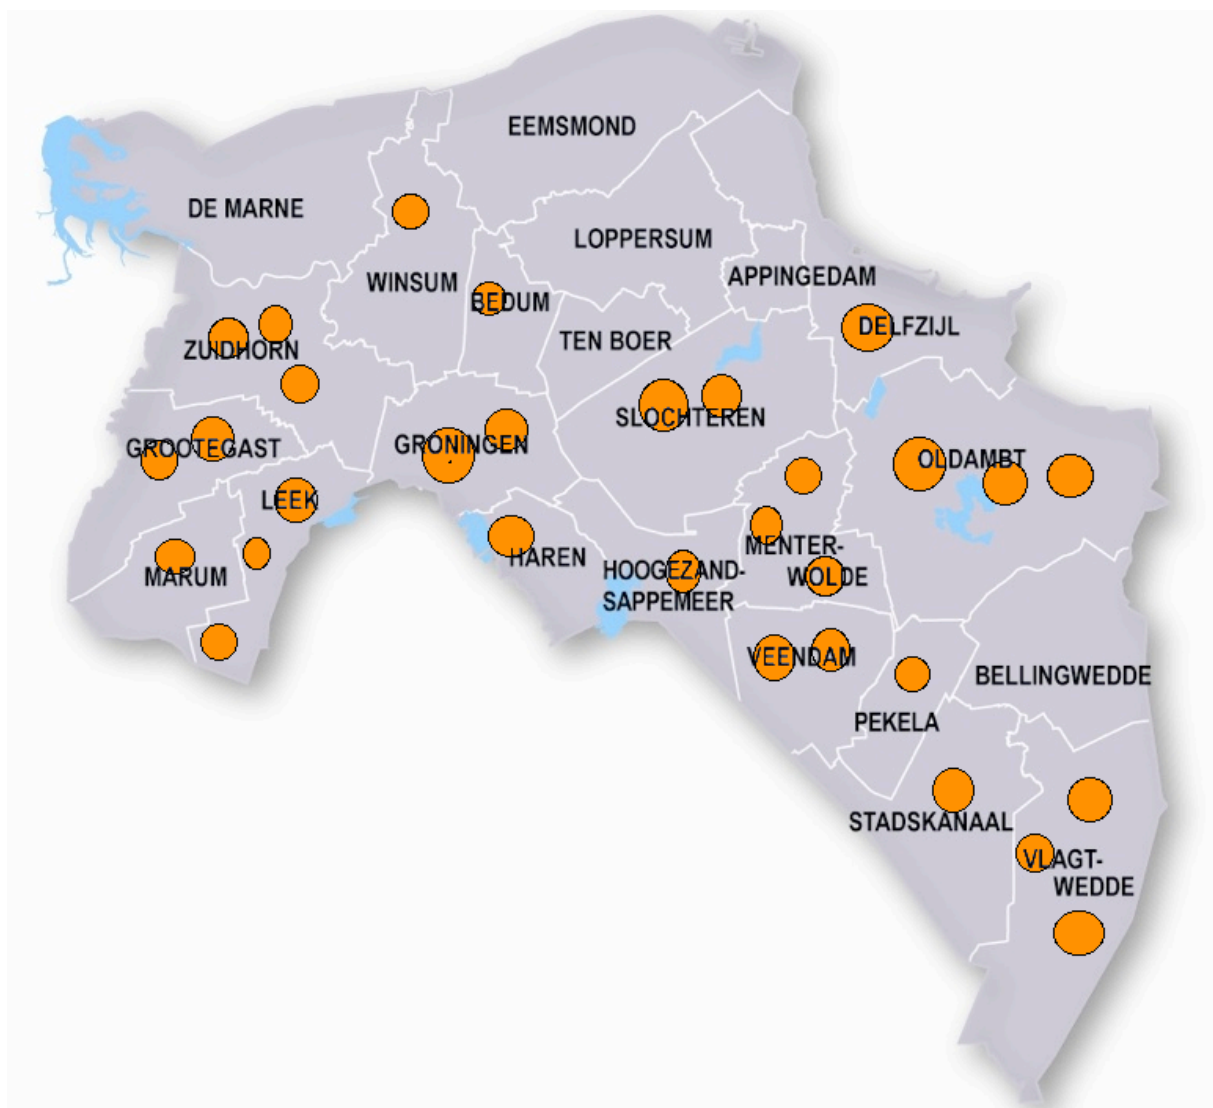 EEMSMOND
DE MARNE
LOPPERSUM
WINSUM
APPINGEDAM
BEDUM
DELFZIJL
TEN BOER
ZUIDHORN
SLOCHTEREN
GRONINGEN
GROOTEGAST
OLDAMBT
LEEK
MENTER-
WOLDE
HAREN
HOOGEZAND-
SAPPEMEER
MARUM
VEENDAM
BELLINGWEDDE
PEKELA
STADSKANAAL
VLAGT-
WEDDE